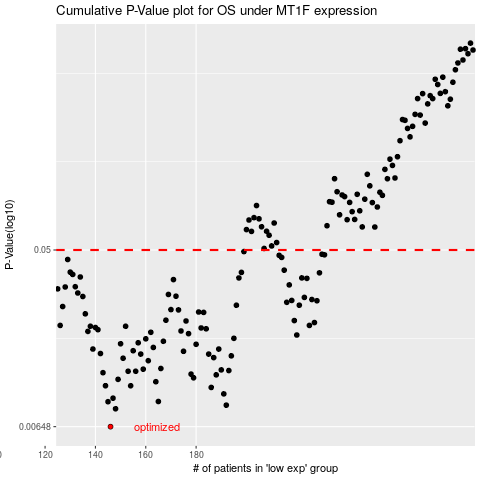 Cumulative P-Value plot for OS under MT1F expression
P-Value(log10)
0.05
0.00648
optimized
0 120 140 160 180
# of patients in 'low exp' group